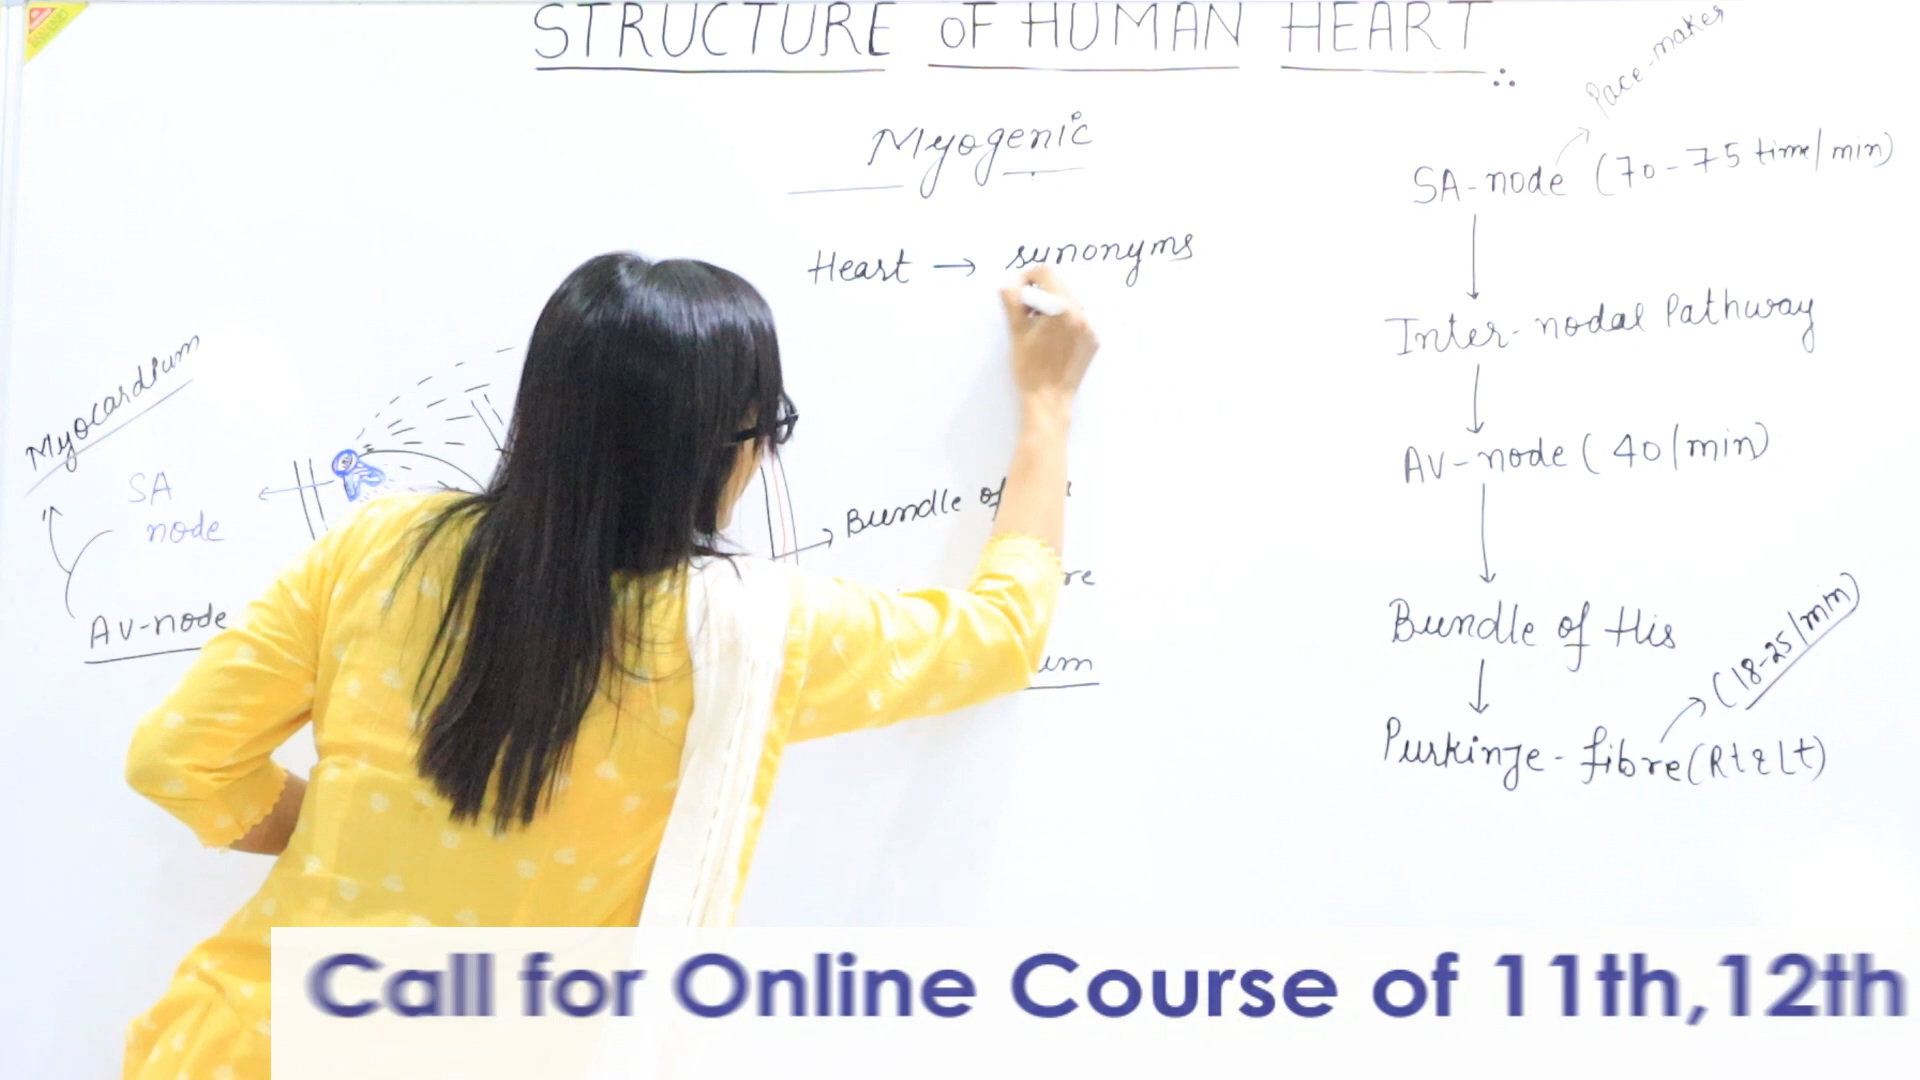 STRUCTURE OF HUMAN HEART
Pace-maker
Myogenic
SA-node (70-75 time/min)
Heart → synonyms
Inter-nodal Pathway
Myocardium
AV-node (40/min)
SA
node
Bundle of
AV-node
Bundle of His
(18-25/min)
Purkinje-fibre (Rt & Lt)
Call for Online Course of 11th,12th